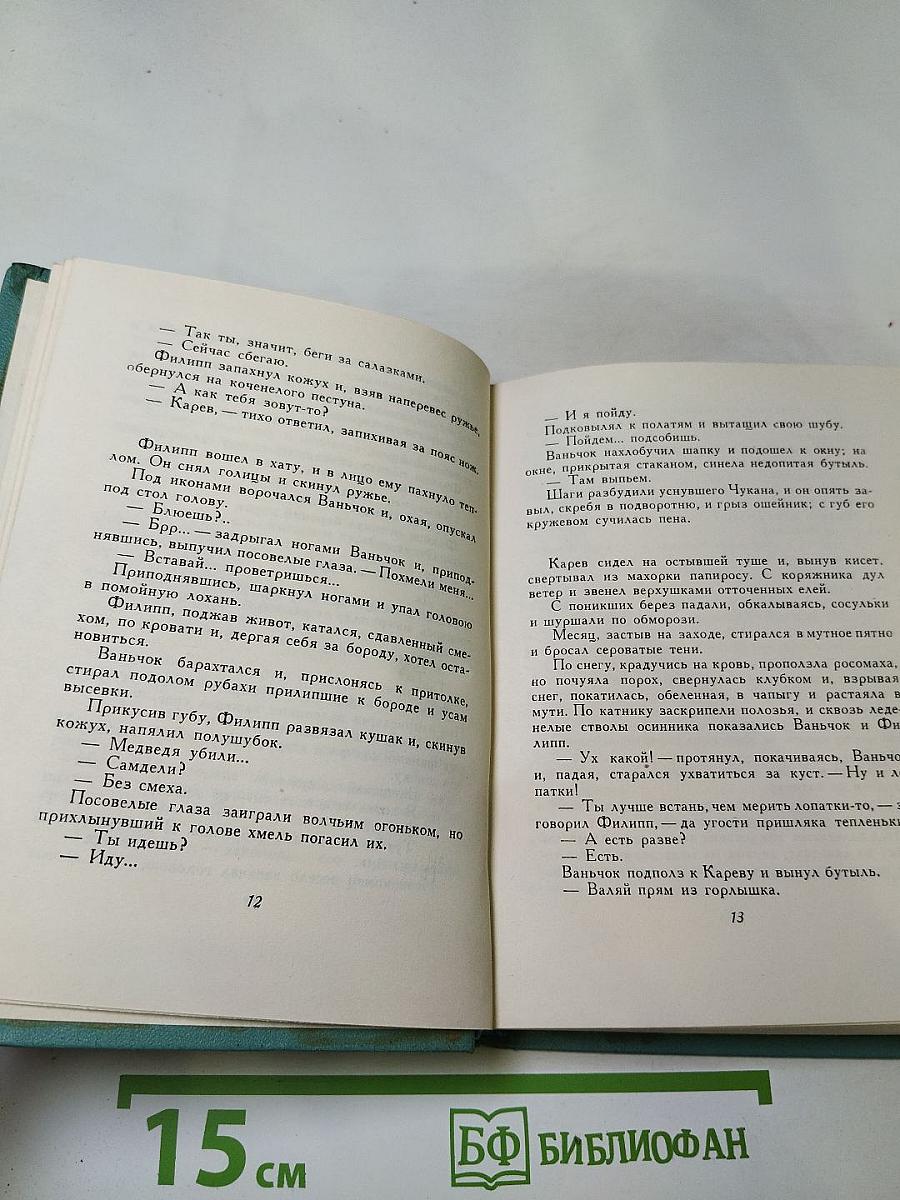 — Так ты, значит, беги за салазками.
— Сейчас сбегаю.
Филипп запахнул кожух и, взяв наперевес ружье,
обернулся на коченелого пестуна.
— А как тебя зовут-то?
— Карев, — тихо ответил, запихивая за пояс нож.
Филипп вошел в хату, и в лицо ему пахнуло теп-
лом. Он снял голицы и скинул ружье.
Под иконами ворочался Ваньчок и, охая, опускал
под стол голову.
— Блюешь?..
— Брр... — задрыгал ногами Ваньчок и, припод-
нявшись, выпучил посовелые глаза. — Похмели меня...
— Вставай... проветришься...
Приподнявшись, шаркнул ногами и упал головою
в помойную лохань.
Филипп, поджав живот, катался, сдавленный сме-
хом, по кровати и, дергая себя за бороду, хотел оста-
новиться.
Ваньчок барахтался и, прислонясь к притолке,
стирал подолом рубахи прилипшие к бороде и усам
высевки.
Прикусив губу, Филипп развязал кушак и, скинув
кожух, напялил полушубок.
— Медведя убили...
— Самдели?
— Без смеха.
Посовелые глаза заиграли волчьим огоньком, но
прихлынувший к голове хмель погасил их.
— Ты идешь?
— Иду...
12
— И я пойду.
Подковылял к полатям и вытащил свою шубу.
— Пойдем... подсобишь.
Ваньчок нахлобучил шапку и подошел к окну; на
окне, прикрытая стаканом, синела недопитая бутыль.
— Там выпьем.
Шаги разбудили уснувшего Чукана, и он опять за-
выл, скребя в подворотню, и грыз ошейник; с губ его
кружевом сучилась пена.
Карев сидел на остывшей туше и, вынув кисет,
свертывал из махорки папиросу. С коряжника дул
ветер и звенел верхушками отточенных елей.
С поникших берез падали, обкалываясь, сосульки
и шуршали по обморози.
Месяц, застыв на заходе, стирался в мутное пятно
и бросал сероватые тени.
По снегу, крадучись на кровь, проползла росомаха,
но почуяла порох, свернулась клубком и, взрывая
снег, покатилась, обеленная, в чапыгу и растаяла в
мути. По катнику заскрипели полозья, и сквозь леде-
нелые стволы осинника показались Ваньчок и Фи-
липп.
— Ух какой! — протянул, покачиваясь, Ваньчо
и, падая, старался ухватиться за куст. — Ну и ло
патки!
— Ты лучше встань, чем мерить лопатки-то, — з
говорил Филипп, — да угости пришляка тепленьки
— А есть разве?
— Есть.
Ваньчок подполз к Кареву и вынул бутыль.
— Валяй прям из горлышка.
13
15 см
БФ БИБЛИОФАН